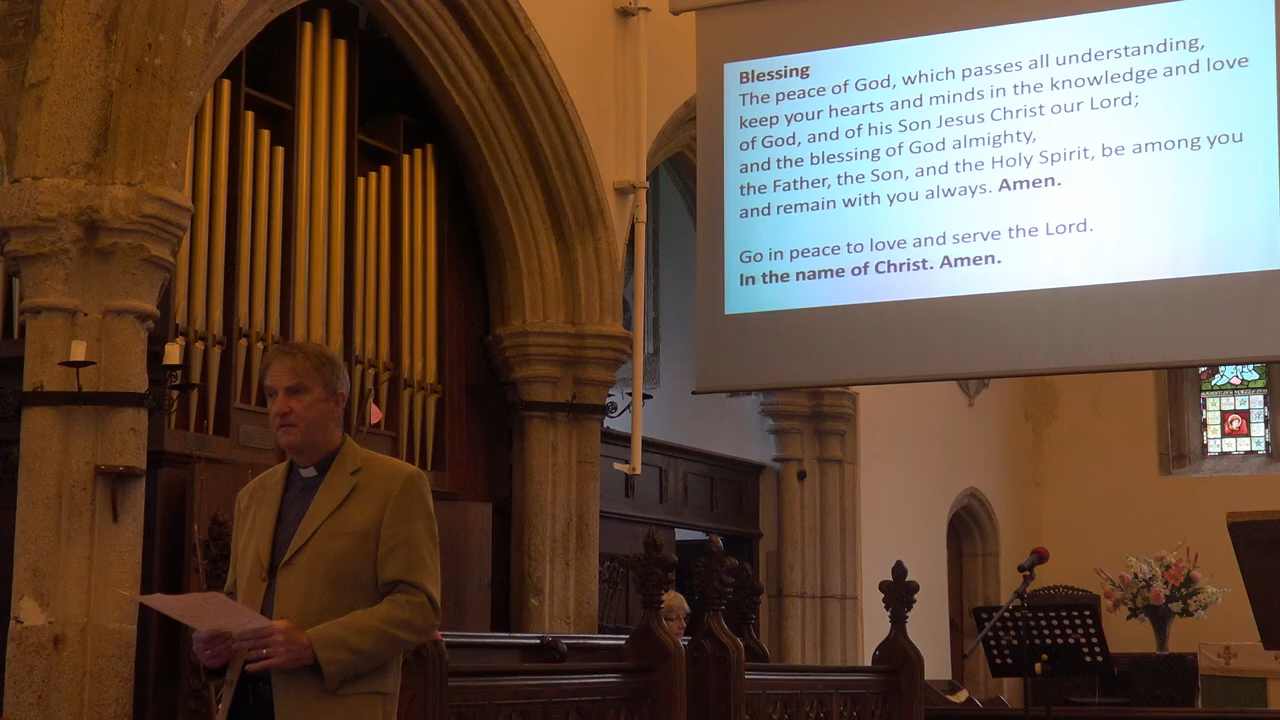 Blessing
The peace of God, which passes all understanding,
keep your hearts and minds in the knowledge and love
of God, and of his Son Jesus Christ our Lord;
and the blessing of God almighty,
the Father, the Son, and the Holy Spirit, be among you
and remain with you always. Amen.
Go in peace to love and serve the Lord.
In the name of Christ. Amen.